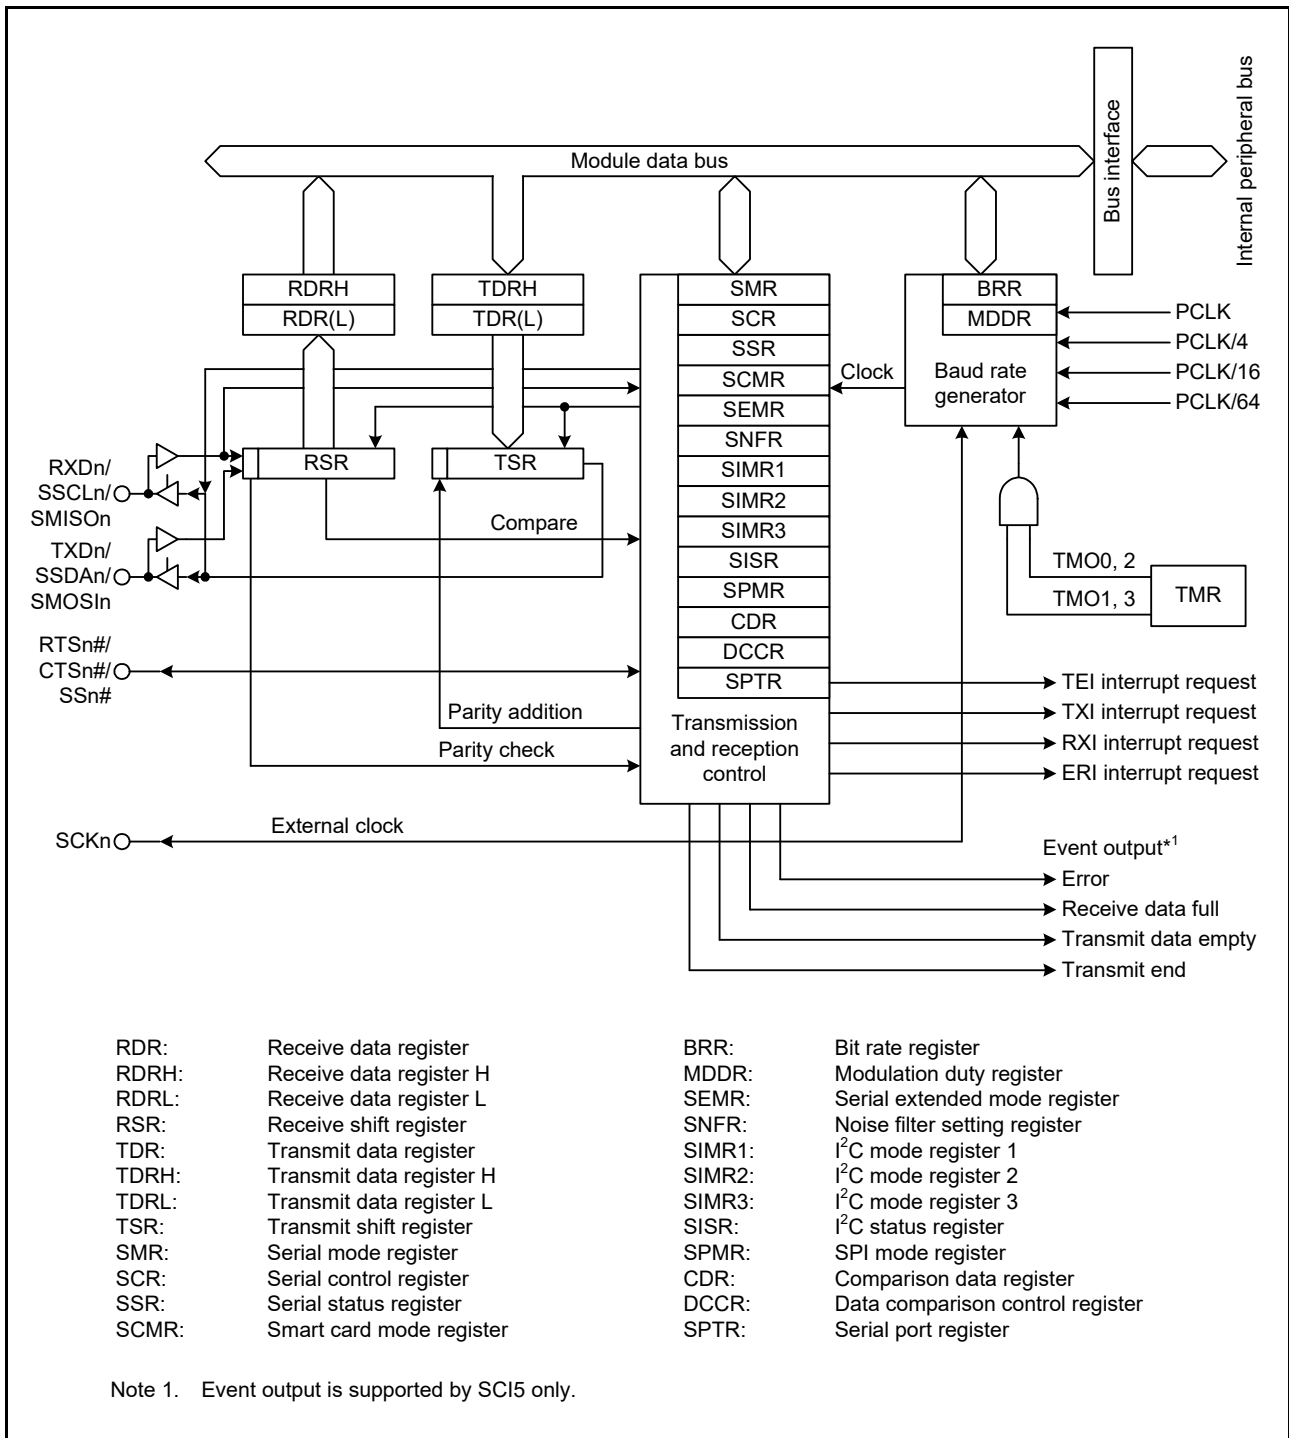 Module data bus
Bus interface
Internal peripheral bus
RDRH
RDR(L)
TDRH
TDR(L)
SMR
SCR
SSR
SCMR
SEMR
SNFR
SIMR1
SIMR2
SIMR3
SISR
SPMR
CDR
DCCR
SPTR
Transmission
and reception
control
BRR
MDDR
Baud rate
generator
Clock
PCLK
PCLK/4
PCLK/16
PCLK/64
RSR
TSR
RXDn/
SSCLn/
SMISOn
TXDn/
SSDAn/
SMOSIn
Compare
TMO0, 2
TMO1, 3
TMR
RTSn#/
CTSn#/
SSn#
Parity addition
Parity check
TEI interrupt request
TXI interrupt request
RXI interrupt request
ERI interrupt request
SCKn
External clock
Event output*1
Error
Receive data full
Transmit data empty
Transmit end
RDR: Receive data register
RDRH: Receive data register H
RDRL: Receive data register L
RSR: Receive shift register
TDR: Transmit data register
TDRH: Transmit data register H
TDRL: Transmit data register L
TSR: Transmit shift register
SMR: Serial mode register
SCR: Serial control register
SSR: Serial status register
SCMR: Smart card mode register
BRR: Bit rate register
MDDR: Modulation duty register
SEMR: Serial extended mode register
SNFR: Noise filter setting register
SIMR1: I2C mode register 1
SIMR2: I2C mode register 2
SIMR3: I2C mode register 3
SISR: I2C status register
SPMR: SPI mode register
CDR: Comparison data register
DCCR: Data comparison control register
SPTR: Serial port register
Note 1. Event output is supported by SCI5 only.